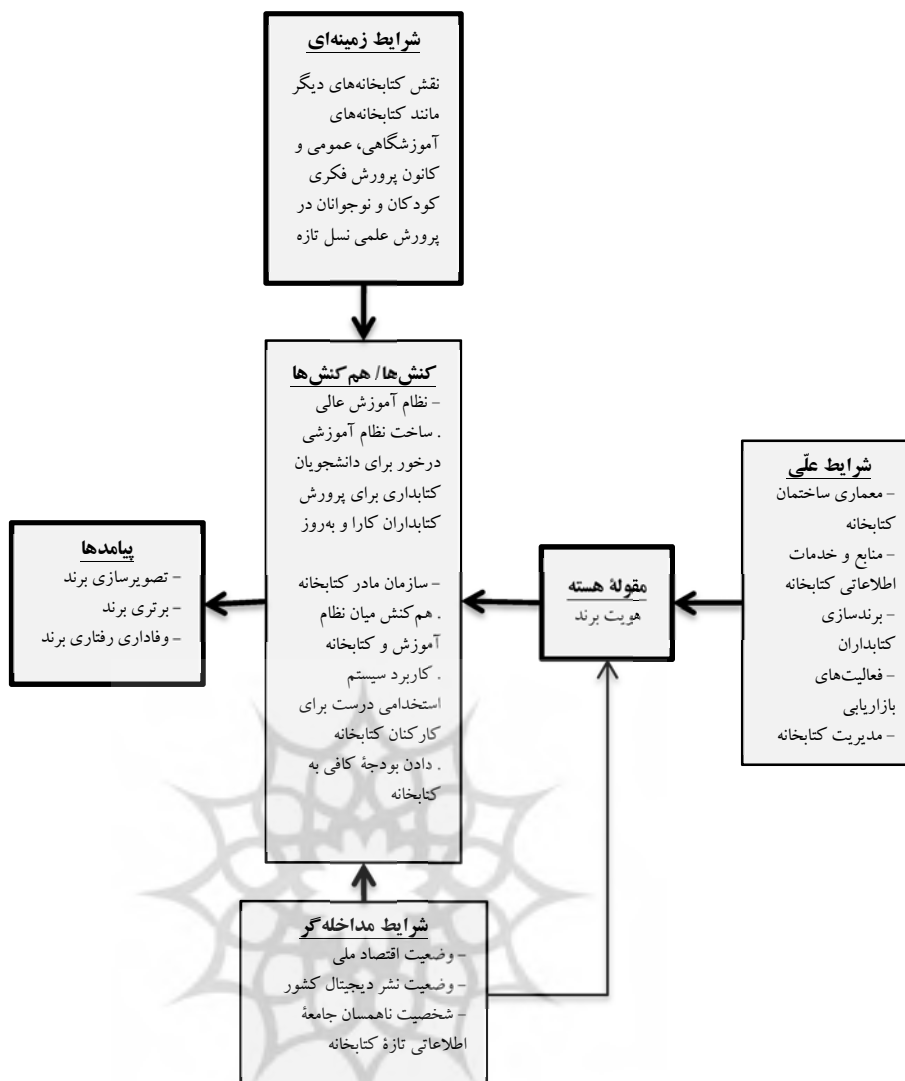 شرایط زمینه‌ای
نقش کتابخانه‌های دیگر
مانند کتابخانه‌های
آموزشگاهی، عمومی و
کانون پرورش فکری
کودکان و نوجوانان در
پرورش علمی نسل تازه
شرایط علّی
- معماری ساختمان
کتابخانه
- منابع و خدمات
اطلاعاتی کتابخانه
- برندسازی
کتابداران
- فعالیت‌های
بازاریابی
- مدیریت کتابخانه
مقولۀ هسته
هویت برند
کنش‌ها/ هم‌کنش‌ها
- نظام آموزش عالی
. ساخت نظام آموزشی
درخور برای دانشجویان
کتابداری برای پرورش
کتابداران کارا و به‌روز
- سازمان مادر کتابخانه
. هم‌کنش میان نظام
آموزش و کتابخانه
. کاربرد سیستم
استخدامی درست برای
کارکنان کتابخانه
. دادن بودجۀ کافی به
کتابخانه
پیامدها
- تصویرسازی برند
- برتری برند
- وفاداری رفتاری برند
شرایط مداخله‌گر
- وضعیت اقتصاد ملی
- وضعیت نشر دیجیتال کشور
- شخصیت ناهمسان جامعۀ
اطلاعاتی تازۀ کتابخانه